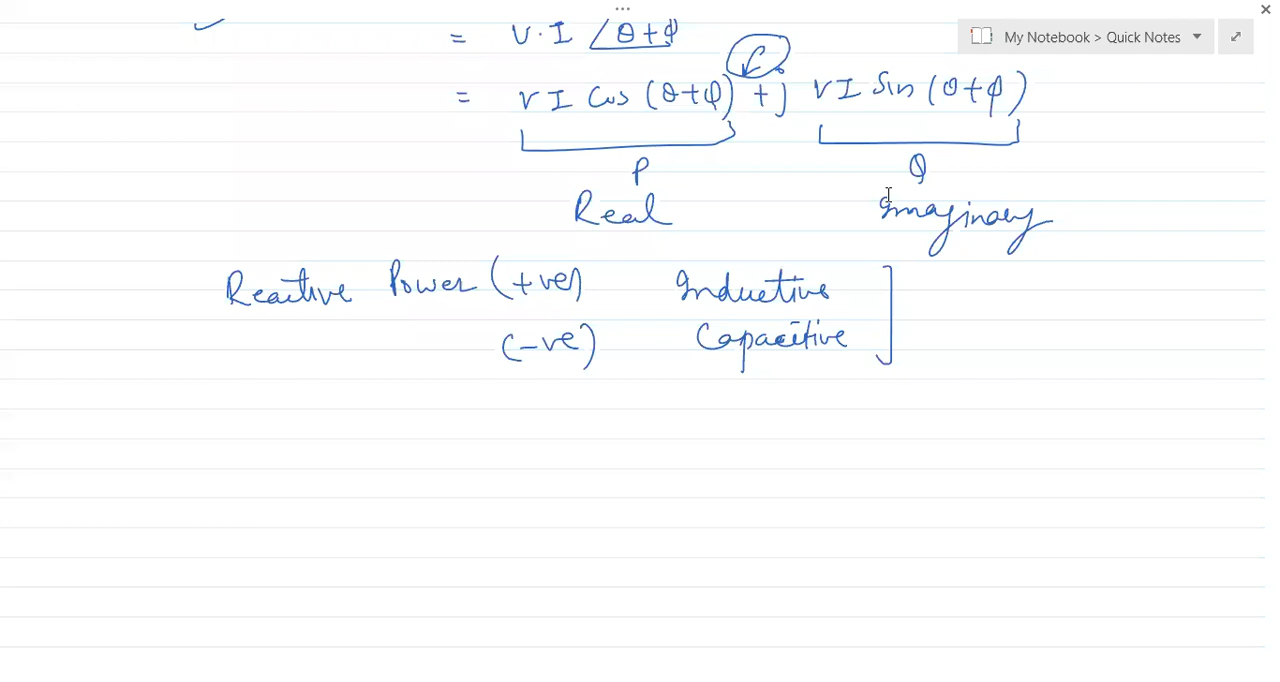 = V·I ∠θ+φ
My Notebook > Quick Notes
= VI Cos (θ+φ) + j VI Sin (θ+φ)
P Q
Real Imaginary
Reactive Power (+ve) Inductive
(-ve) Capacitive